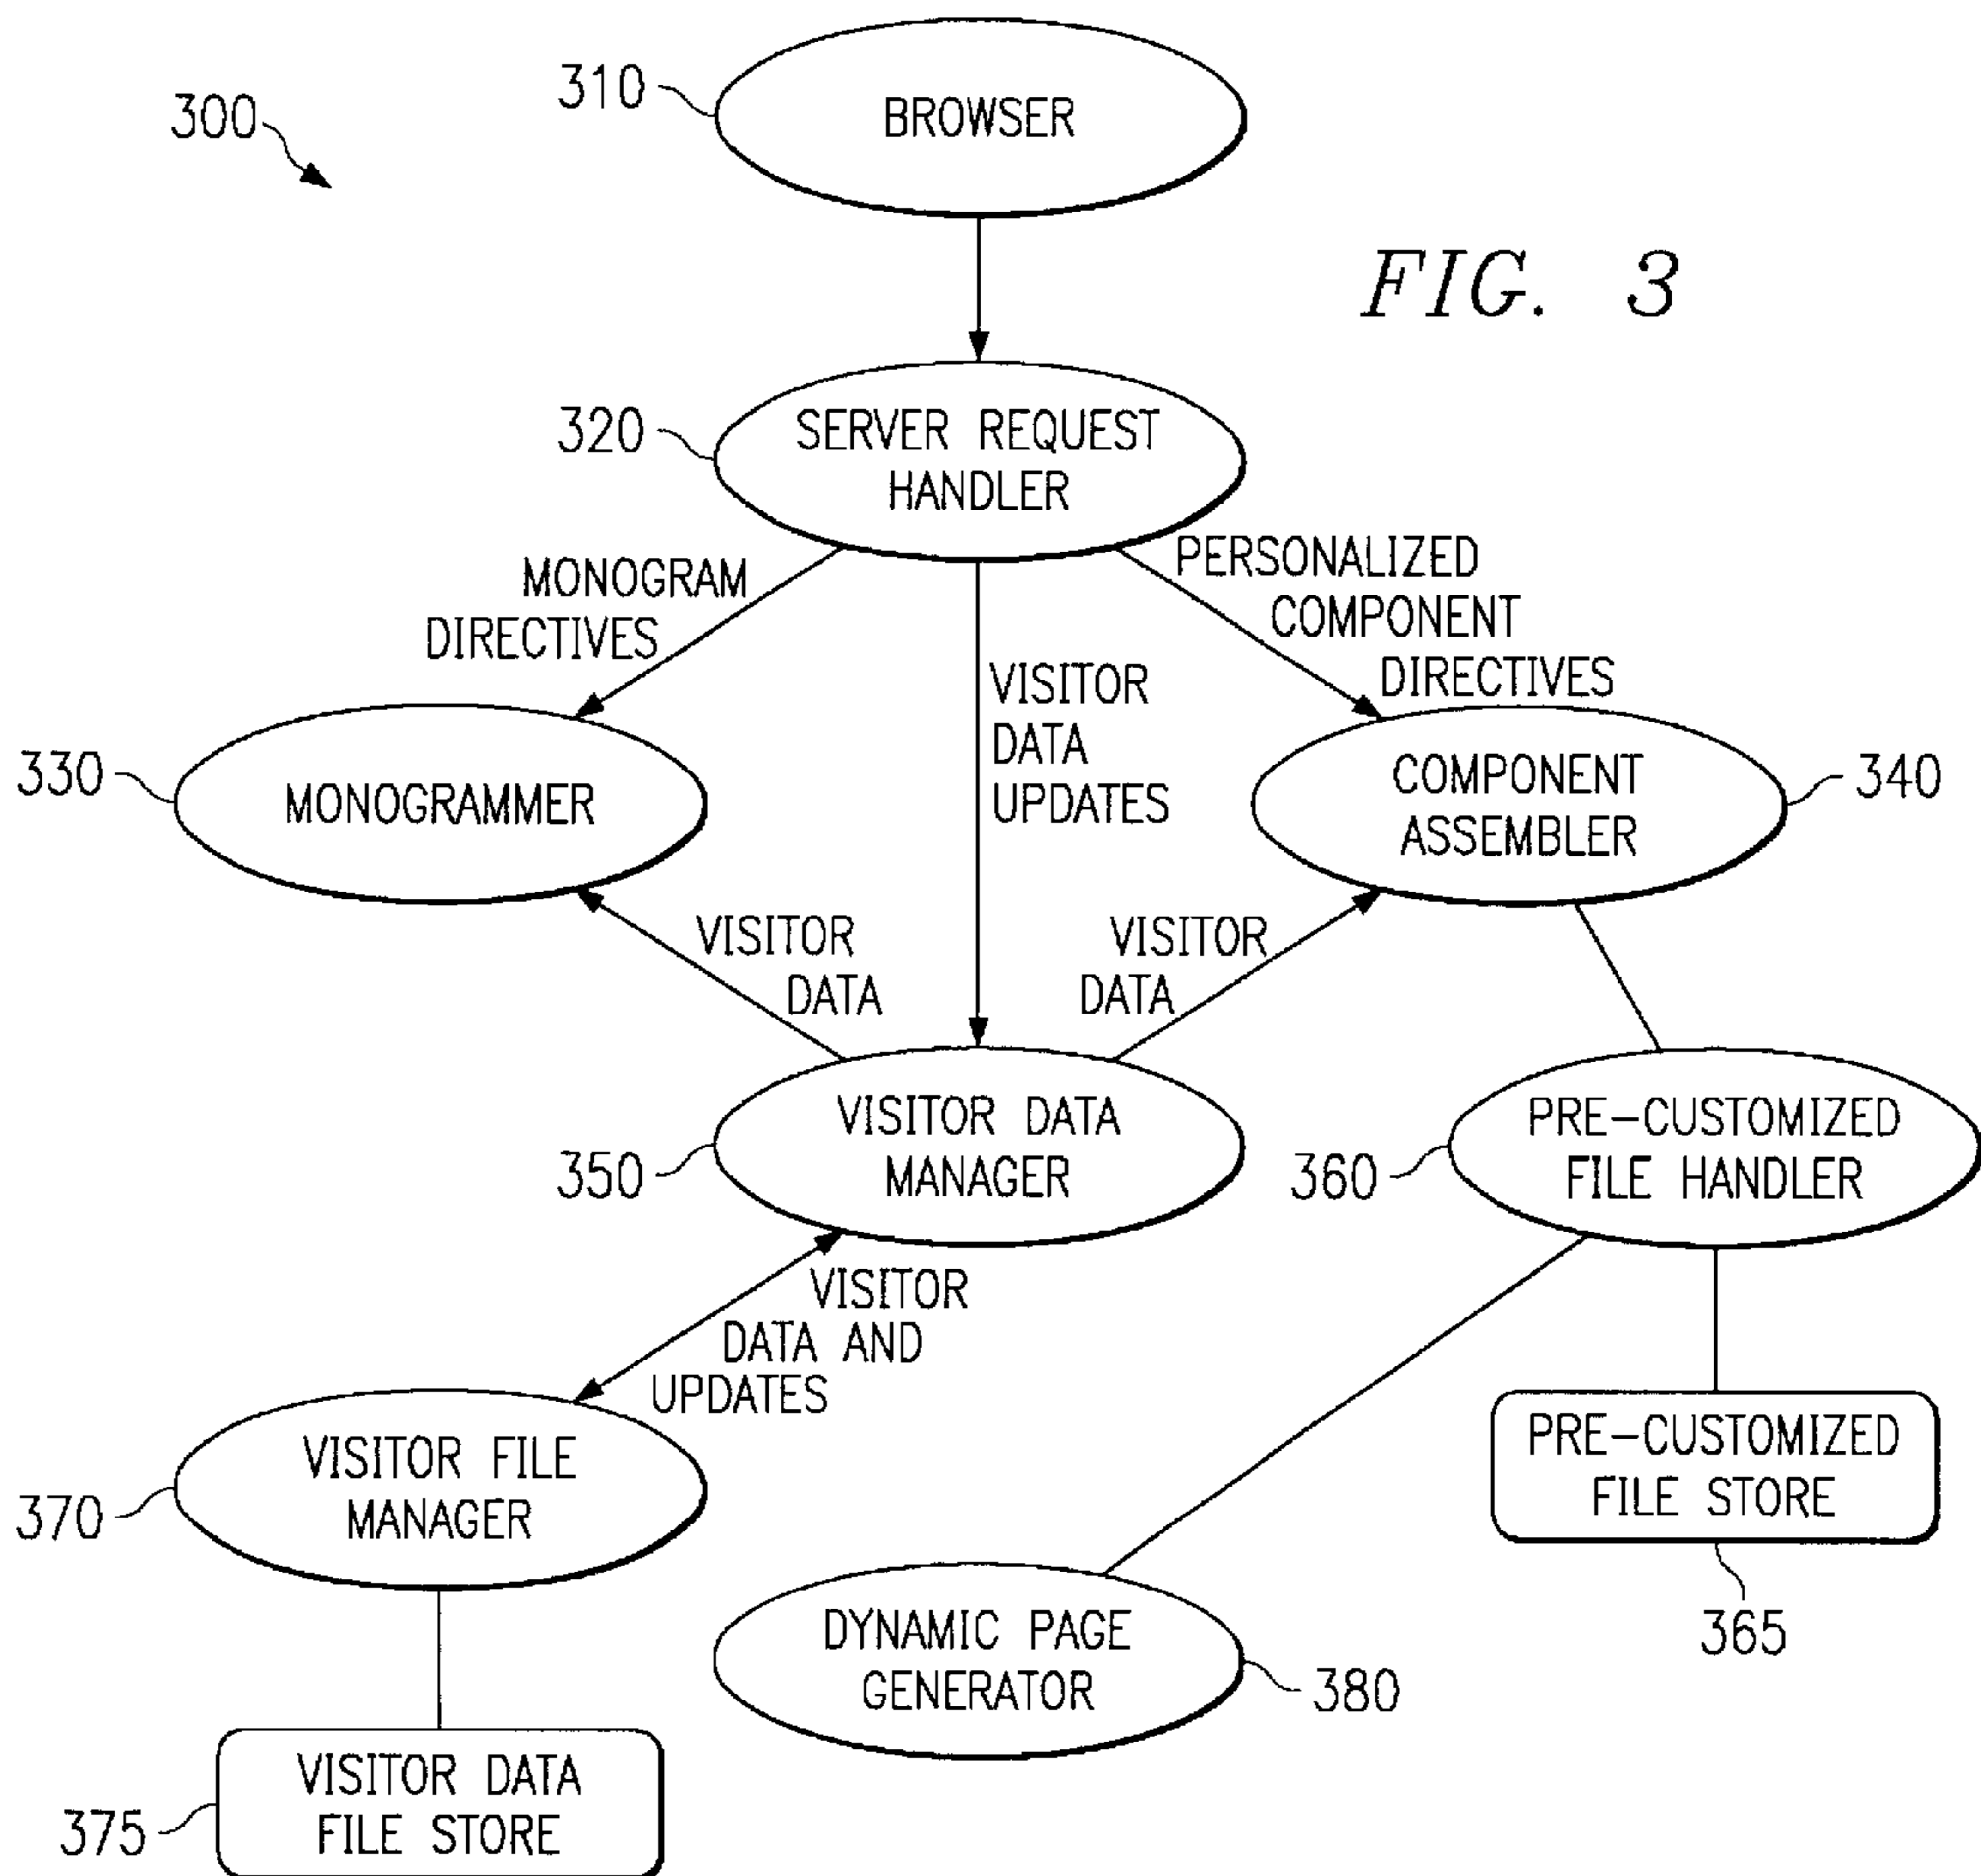 310
BROWSER
300
FIG. 3
320
SERVER REQUEST
HANDLER
MONOGRAM
DIRECTIVES
PERSONALIZED
COMPONENT
DIRECTIVES
VISITOR
DATA
UPDATES
330
MONOGRAMMER
COMPONENT
ASSEMBLER
340
VISITOR
DATA
VISITOR
DATA
350
VISITOR DATA
MANAGER
360
PRE-CUSTOMIZED
FILE HANDLER
VISITOR
DATA AND
UPDATES
370
VISITOR FILE
MANAGER
PRE-CUSTOMIZED
FILE STORE
365
DYNAMIC PAGE
GENERATOR
380
375
VISITOR DATA
FILE STORE